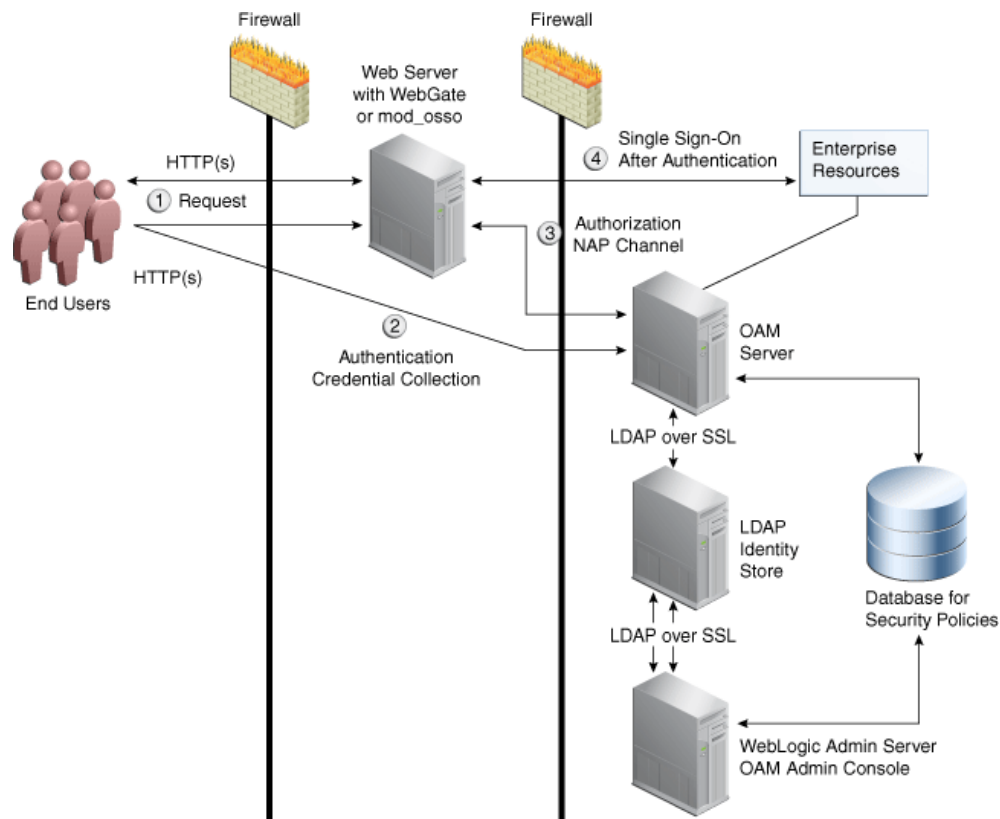 Firewall
Firewall
Web Server
with WebGate
or mod_osso
HTTP(s)
1 Request
HTTP(s)
End Users
2
Authentication
Credential Collection
4 Single Sign-On
After Authentication
Enterprise
Resources
3 Authorization
NAP Channel
OAM
Server
LDAP over SSL
LDAP
Identity
Store
Database for
Security Policies
LDAP over SSL
WebLogic Admin Server
OAM Admin Console